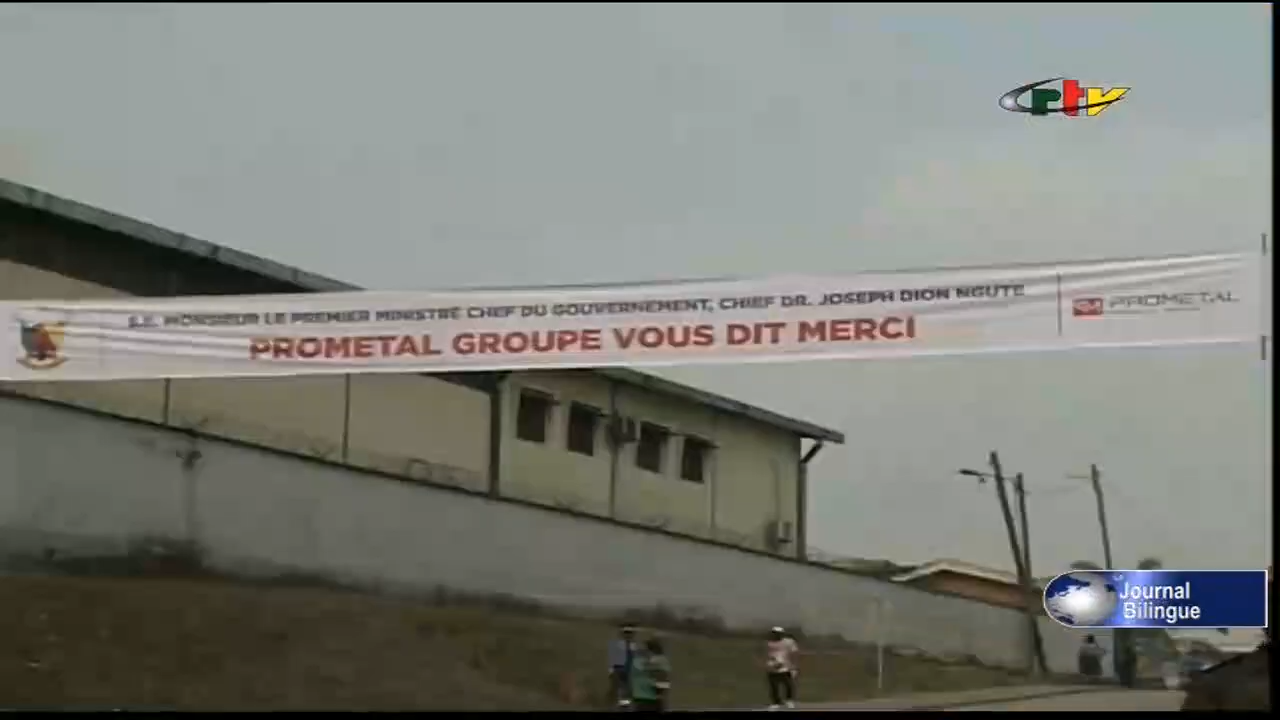 crtv
S.E. MONSIEUR LE PREMIER MINISTRE CHEF DU GOUVERNEMENT, CHIEF DR. JOSEPH DION NGUTE
PROMETAL GROUPE VOUS DIT MERCI
PROMETAL
Le Journal
Bilingue